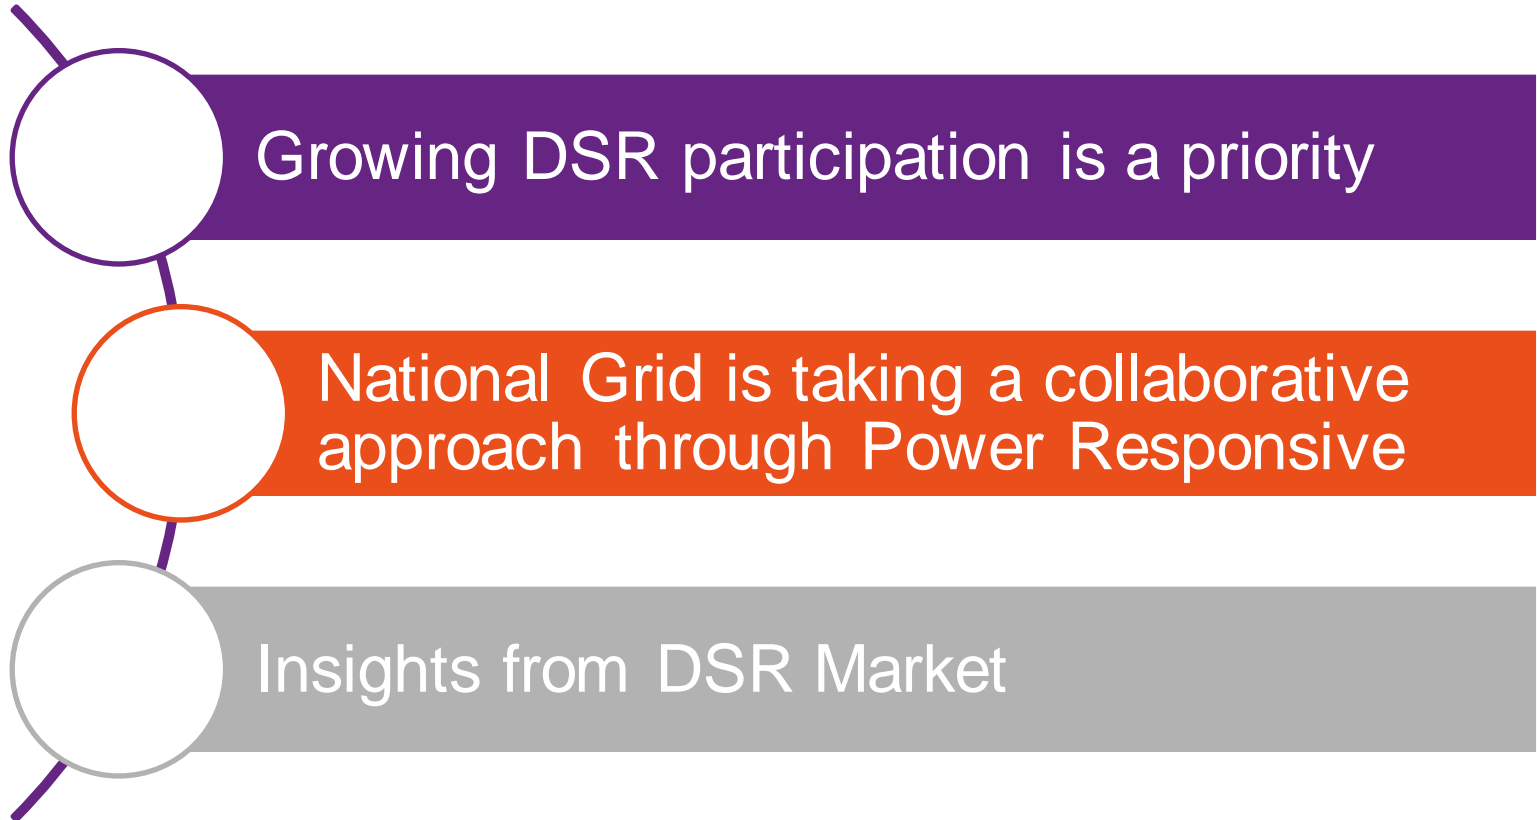 Growing DSR participation is a priority
National Grid is taking a collaborative
approach through Power Responsive
Insights from DSR Market